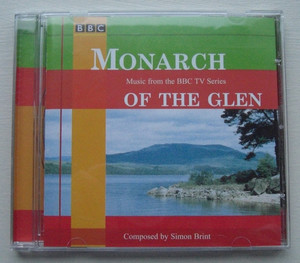 BBC
MONARCH
Music from the BBC TV Series
OF THE GLEN
Composed by Simon Brint